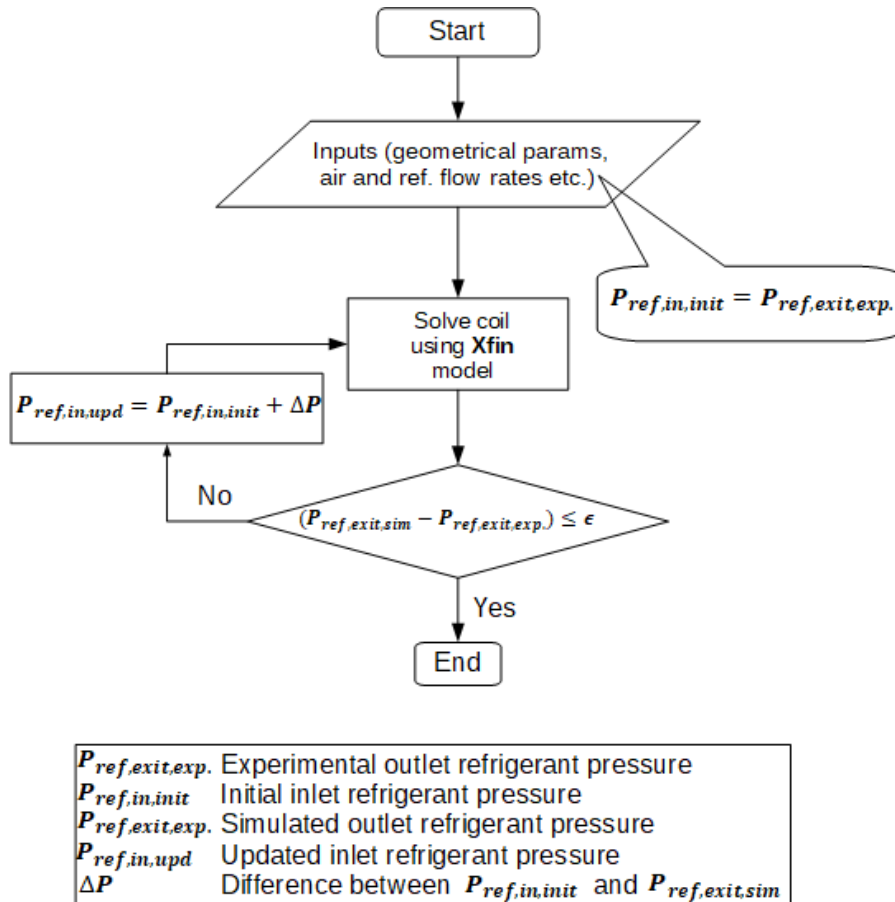 Start
Inputs (geometrical params,
air and ref. flow rates etc.)
P_ref,in,init = P_ref,exit,exp.
Solve coil
using Xfin
model
P_ref,in,upd = P_ref,in,init + ΔP
No
(P_ref,exit,sim − P_ref,exit,exp.) ≤ ϵ
Yes
End
P_ref,exit,exp. Experimental outlet refrigerant pressure
P_ref,in,init Initial inlet refrigerant pressure
P_ref,exit,exp. Simulated outlet refrigerant pressure
P_ref,in,upd Updated inlet refrigerant pressure
ΔP Difference between P_ref,in,init and P_ref,exit,sim